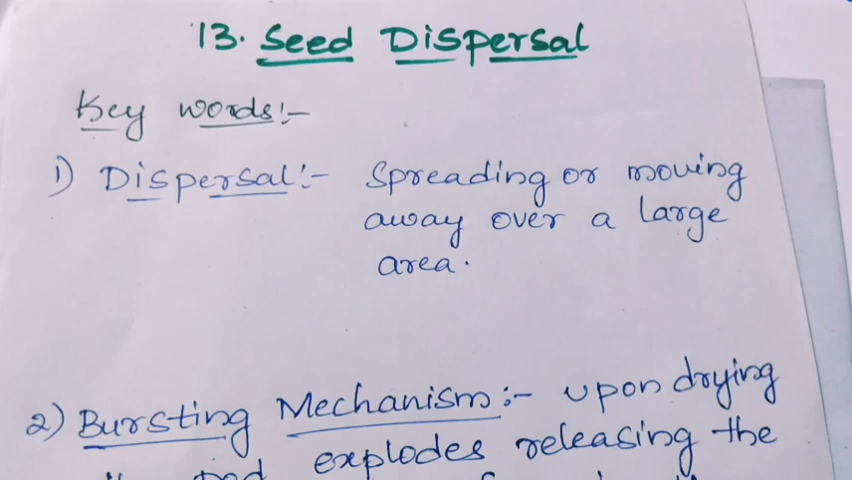 13. Seed Dispersal
Key words:-
1) Dispersal:- Spreading or moving
away over a large
area.
2) Bursting Mechanism:- upon drying
pod explodes releasing the